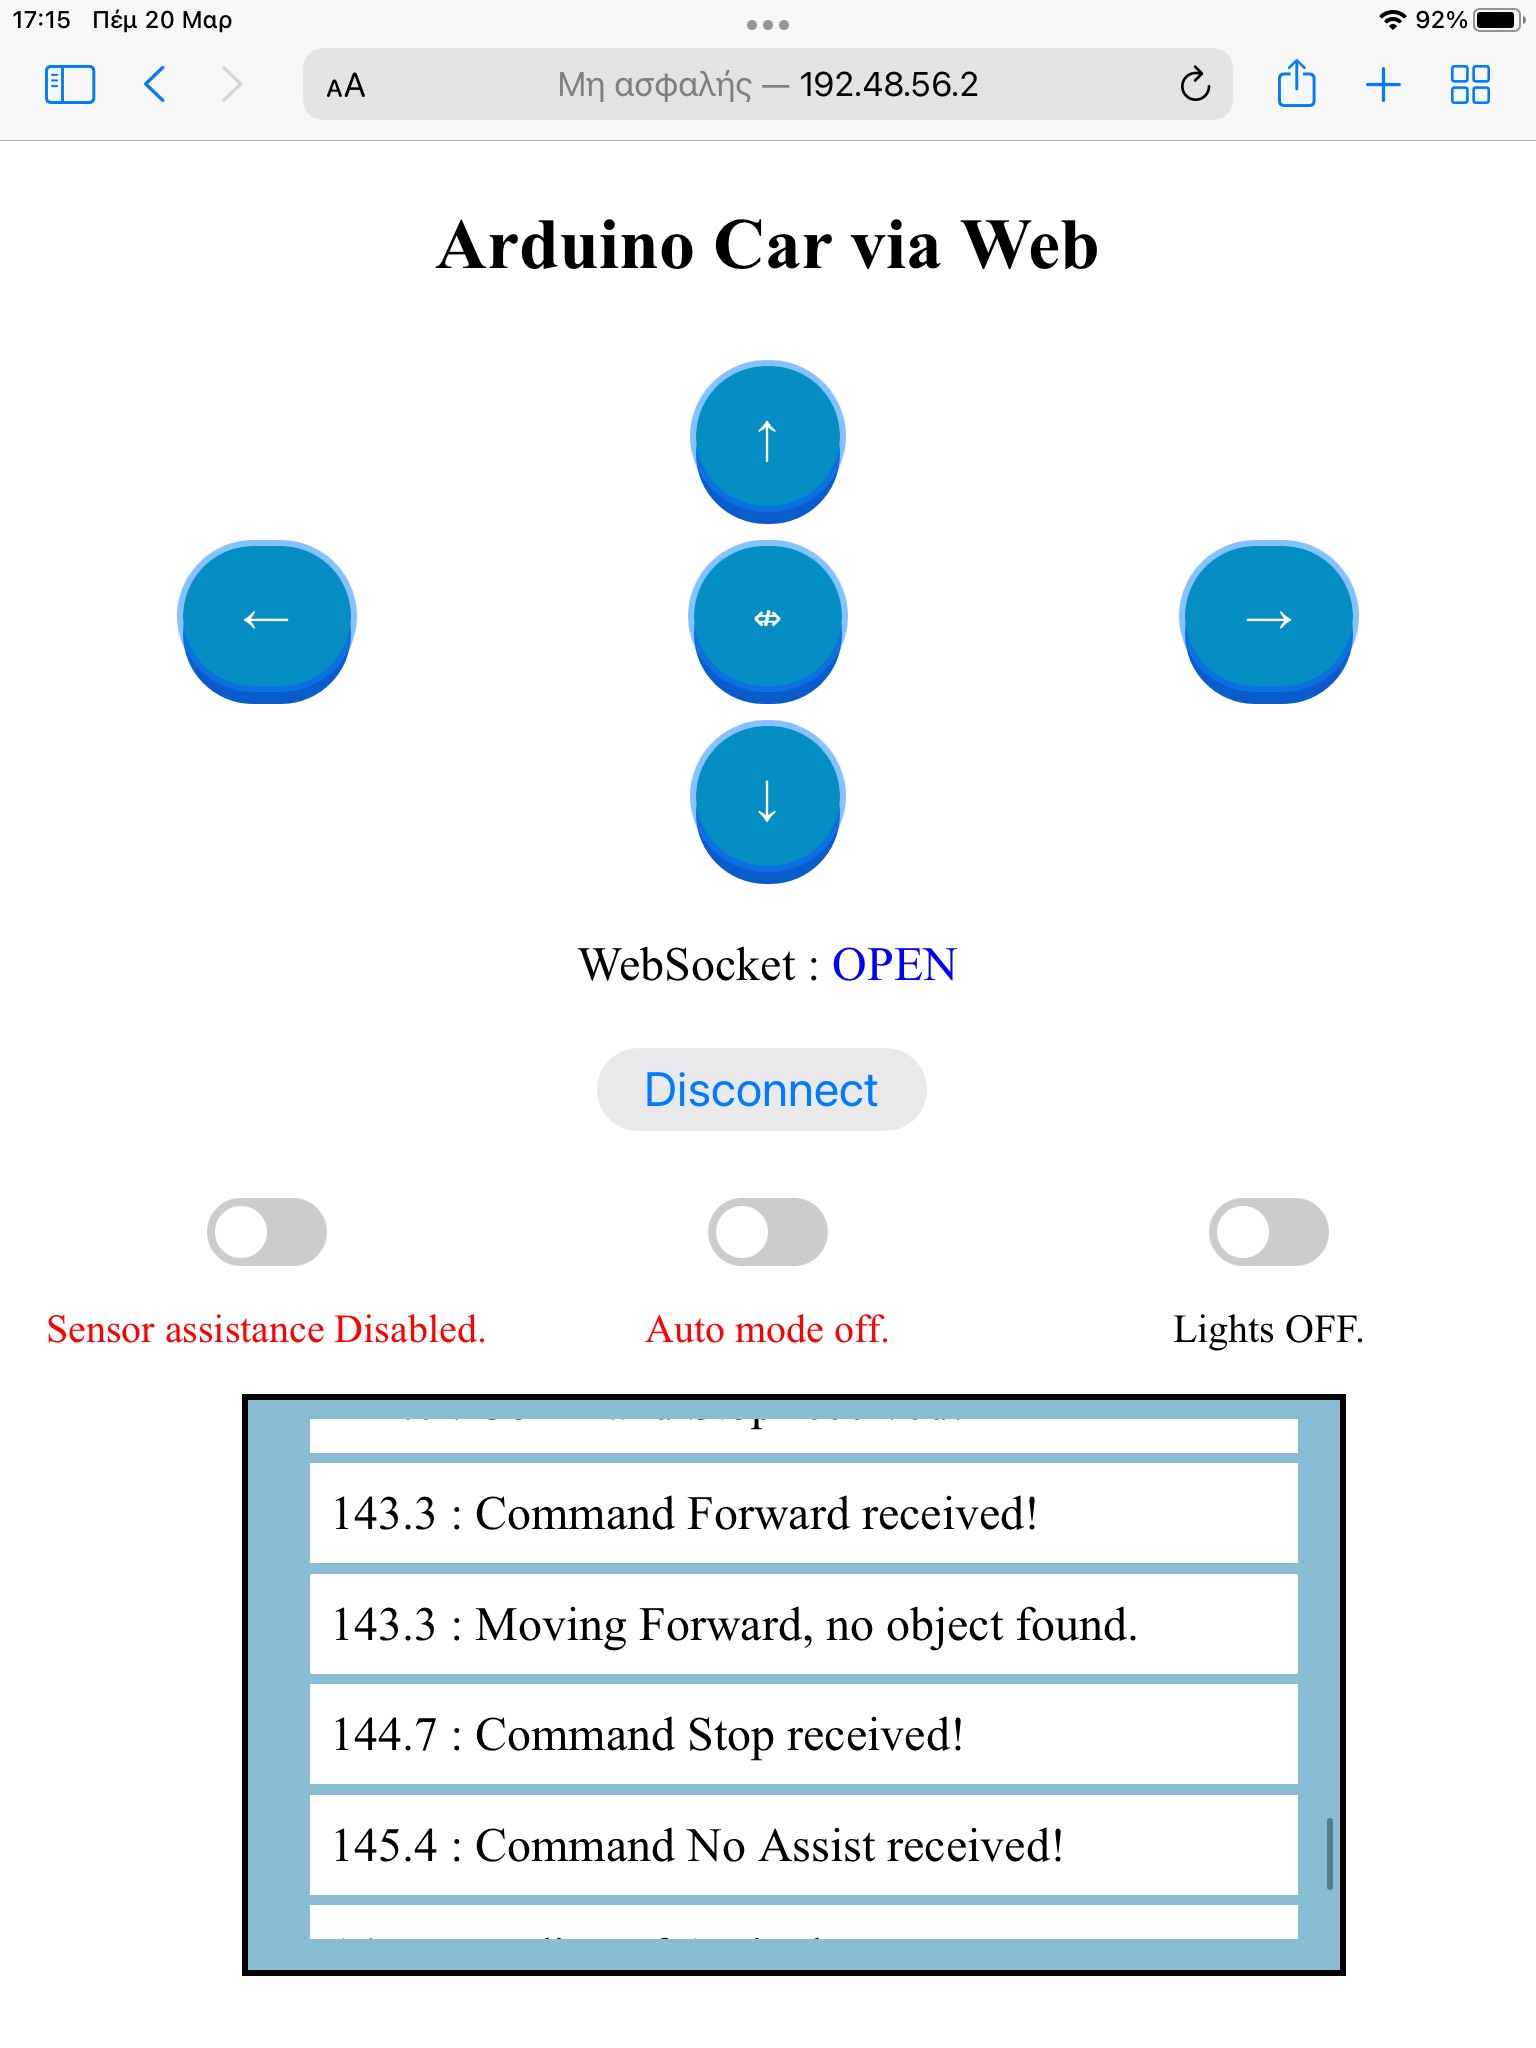 17:15 Πέμ 20 Μαρ 92%
AA Μη ασφαλής — 192.48.56.2
Arduino Car via Web
↑
← ⇎ →
↓
WebSocket : OPEN
Disconnect
Sensor assistance Disabled. Auto mode off. Lights OFF.
143.3 : Command Forward received!
143.3 : Moving Forward, no object found.
144.7 : Command Stop received!
145.4 : Command No Assist received!